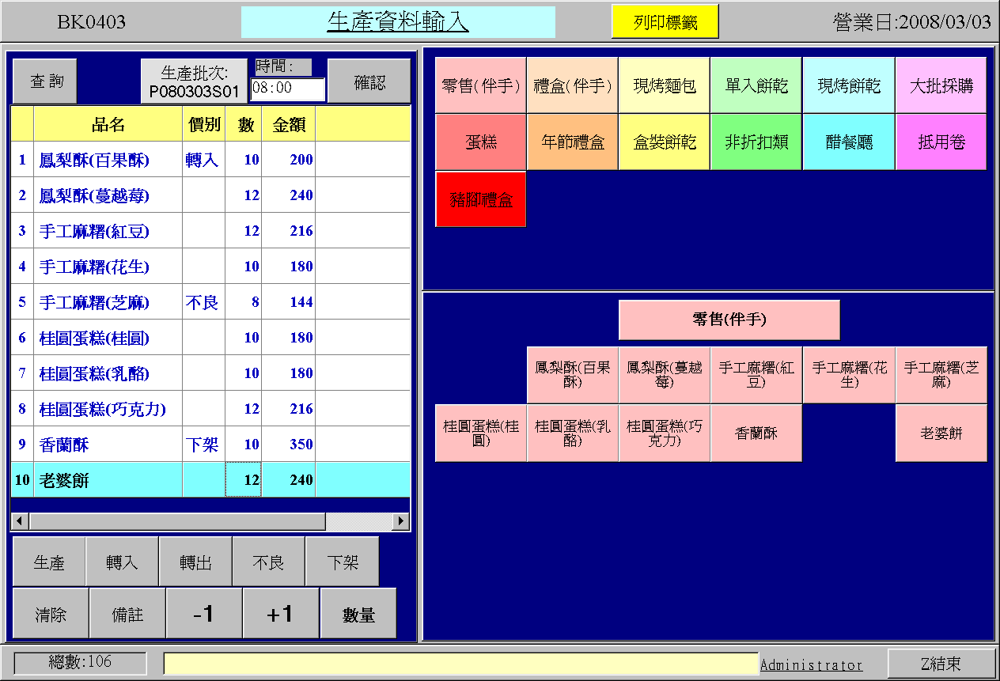 BK0403 生產資料輸入 列印標籤 營業日:2008/03/03
查詢 生產批次: P080303S01 時間: 08:00 確認
品名 價別 數 金額
1 鳳梨酥(百果酥) 轉入 10 200
2 鳳梨酥(蔓越莓) 12 240
3 手工麻糬(紅豆) 12 216
4 手工麻糬(花生) 10 180
5 手工麻糬(芝麻) 不良 8 144
6 桂圓蛋糕(桂圓) 10 180
7 桂圓蛋糕(乳酪) 10 180
8 桂圓蛋糕(巧克力) 12 216
9 香蘭酥 下架 10 350
10 老婆餅 12 240
生產 轉入 轉出 不良 下架
清除 備註 -1 +1 數量
零售(伴手) 禮盒(伴手) 現烤麵包 單入餅乾 現烤餅乾 大批採購
蛋糕 年節禮盒 盒裝餅乾 非折扣類 醋餐廳 抵用卷
豬腳禮盒
零售(伴手)
鳳梨酥(百果酥) 鳳梨酥(蔓越莓) 手工麻糬(紅豆) 手工麻糬(花生) 手工麻糬(芝麻)
桂圓蛋糕(桂圓) 桂圓蛋糕(乳酪) 桂圓蛋糕(巧克力) 香蘭酥 老婆餅
總數:106 Administrator Z結束